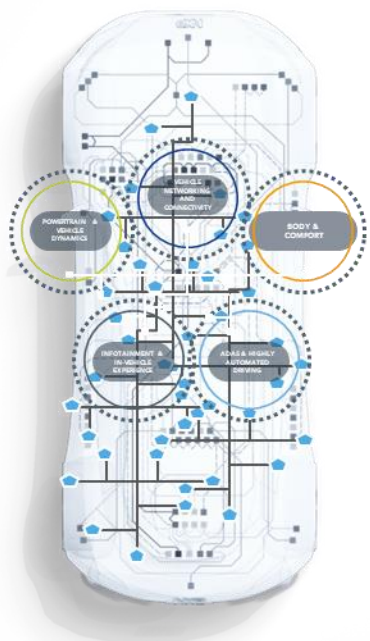 VEHICLE
NETWORKING
AND
CONNECTIVITY
POWERTRAIN &
VEHICLE
DYNAMICS
BODY &
COMFORT
INFOTAINMENT &
IN-VEHICLE
EXPERIENCE
ADAS & HIGHLY
AUTOMATED
DRIVING